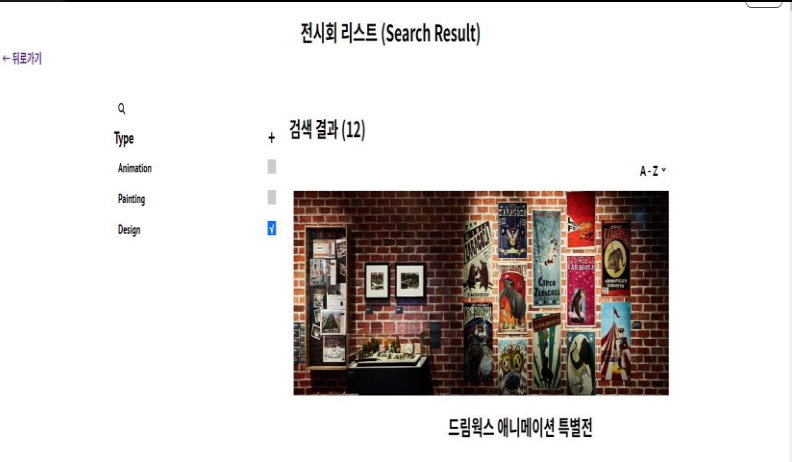 전시회 리스트 (Search Result)
← 뒤로가기
Type +
Animation
Painting
Design
검색 결과 (12)
A - Z
드림웍스 애니메이션 특별전